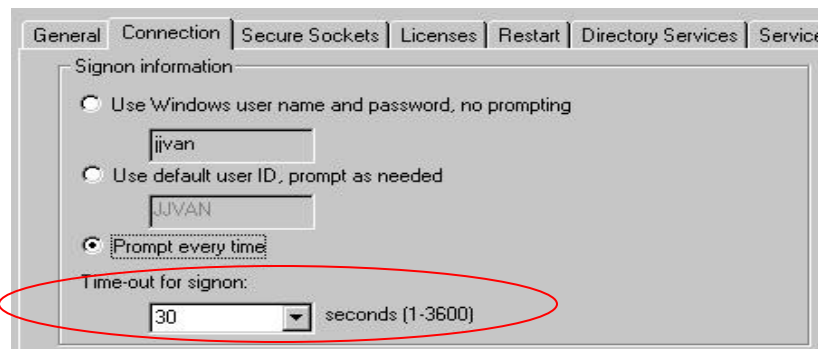 General Connection Secure Sockets Licenses Restart Directory Services Service
Signon information
Use Windows user name and password, no prompting
jjvan
Use default user ID, prompt as needed
JJVAN
Prompt every time
Time-out for signon:
30 seconds (1-3600)